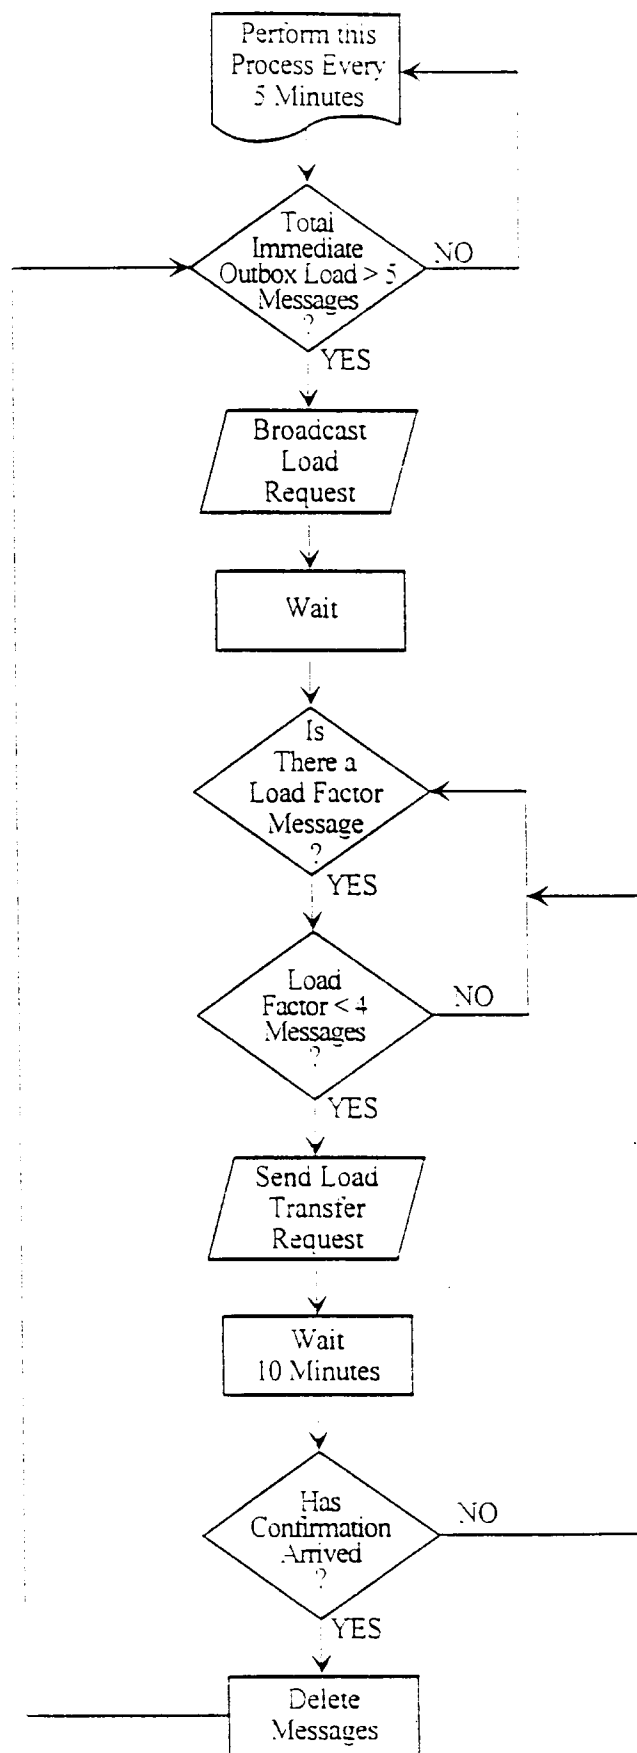 Perform this
Process Every
5 Minutes
Total
Immediate
Outbox Load > 5
Messages
?
NO
YES
Broadcast
Load
Request
Wait
Is
There a
Load Factor
Message
?
YES
Load
Factor < 4
Messages
?
NO
YES
Send Load
Transfer
Request
Wait
10 Minutes
Has
Confirmation
Arrived
?
NO
YES
Delete
Messages